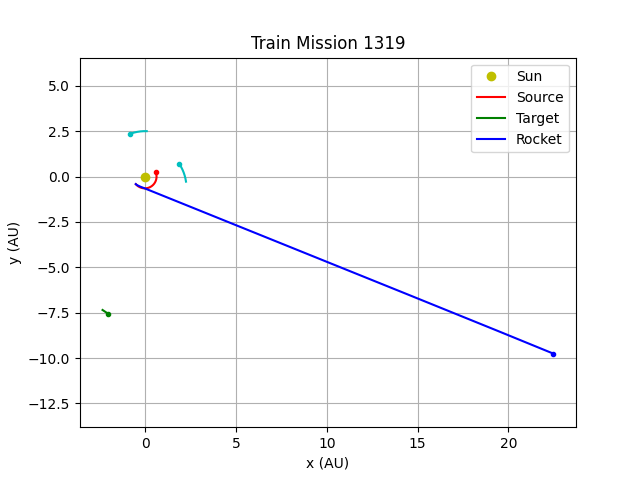 Train Mission 1319
Sun
Source
Target
Rocket
5.0
2.5
0.0
−2.5
−5.0
−7.5
−10.0
−12.5
y (AU)
0
5
10
15
20
x (AU)